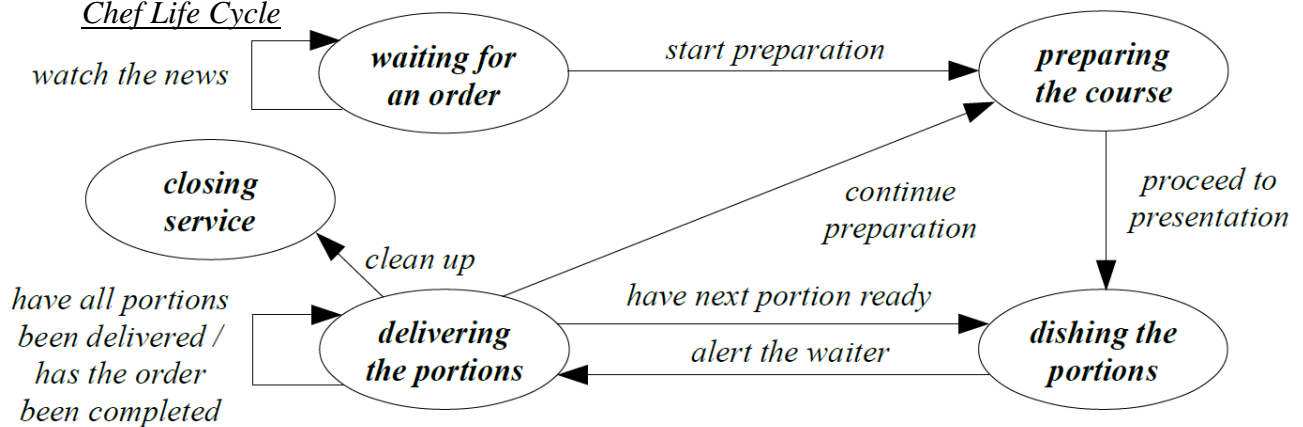 Chef Life Cycle
watch the news
waiting for
an order
start preparation
preparing
the course
closing
service
continue
preparation
proceed to
presentation
clean up
have all portions
been delivered /
has the order
been completed
delivering
the portions
have next portion ready
alert the waiter
dishing the
portions